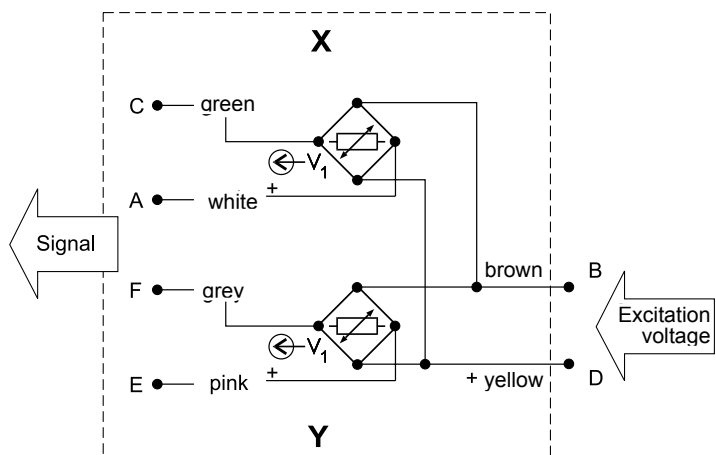 X
C green
V1
+
A white
Signal
F grey
brown B
Excitation
voltage
V1
+
E pink
+ yellow D
Y